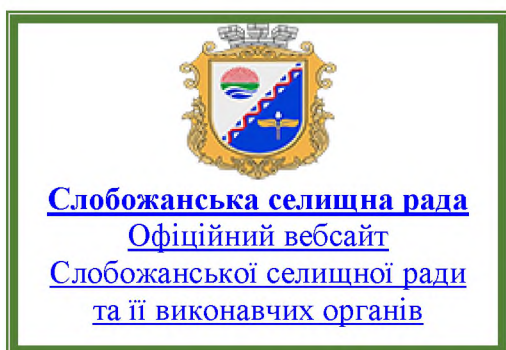 Слобожанська селищна рада
Офіційний вебсайт
Слобожанської селищної ради
та її виконавчих органів